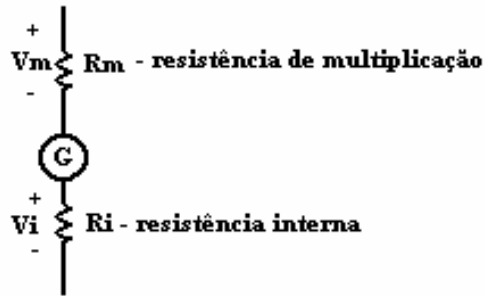 +
Vm Rm - resistência de multiplicação
-
G
+
Vi Ri - resistência interna
-